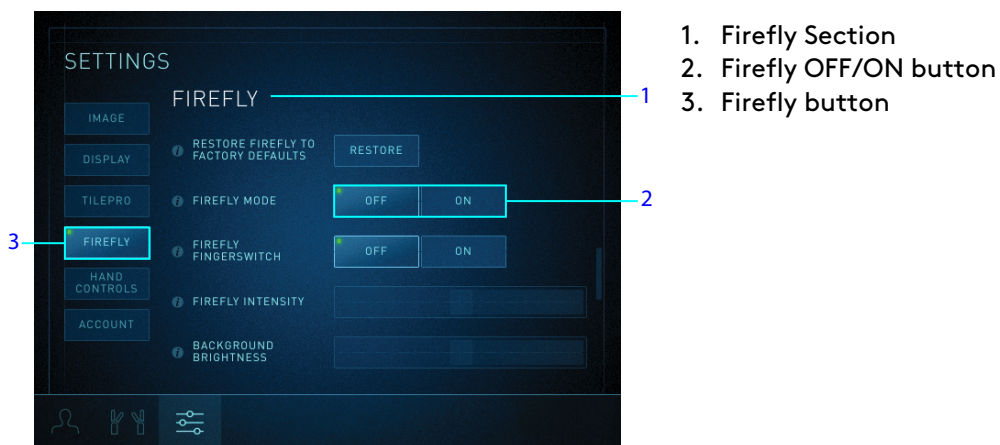 SETTINGS
FIREFLY
1
IMAGE
DISPLAY
TILEPRO
FIREFLY
HAND
CONTROLS
ACCOUNT
3
i RESTORE FIREFLY TO
FACTORY DEFAULTS
RESTORE
i FIREFLY MODE
OFF ON
2
i FIREFLY
FINGERSWITCH
OFF ON
i FIREFLY INTENSITY
i BACKGROUND
BRIGHTNESS
1. Firefly Section
2. Firefly OFF/ON button
3. Firefly button